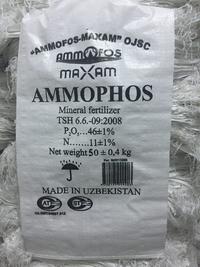 "AMMOFOS-MAXAM" OJSC
AMMOFOS
MAXAM
AMMOPHOS
Mineral fertilizer
TSH 6.6.-09:2008
P₂O₅...46±1%
N.......11±1%
Net weight 50 ± 0,4 kg
MADE IN UZBEKISTAN